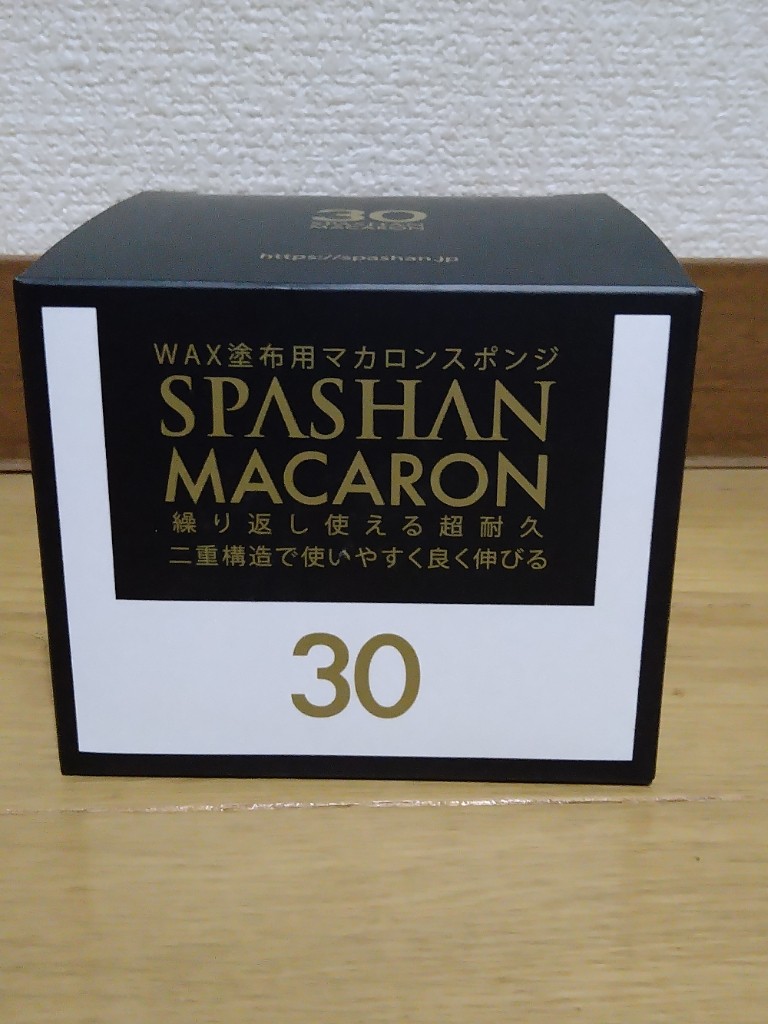 30
SPASHAN
MACARON
https://spashan.jp
WAX塗布用マカロンスポンジ
SPASHAN
MACARON
繰り返し使える超耐久
二重構造で使いやすく良く伸びる
30